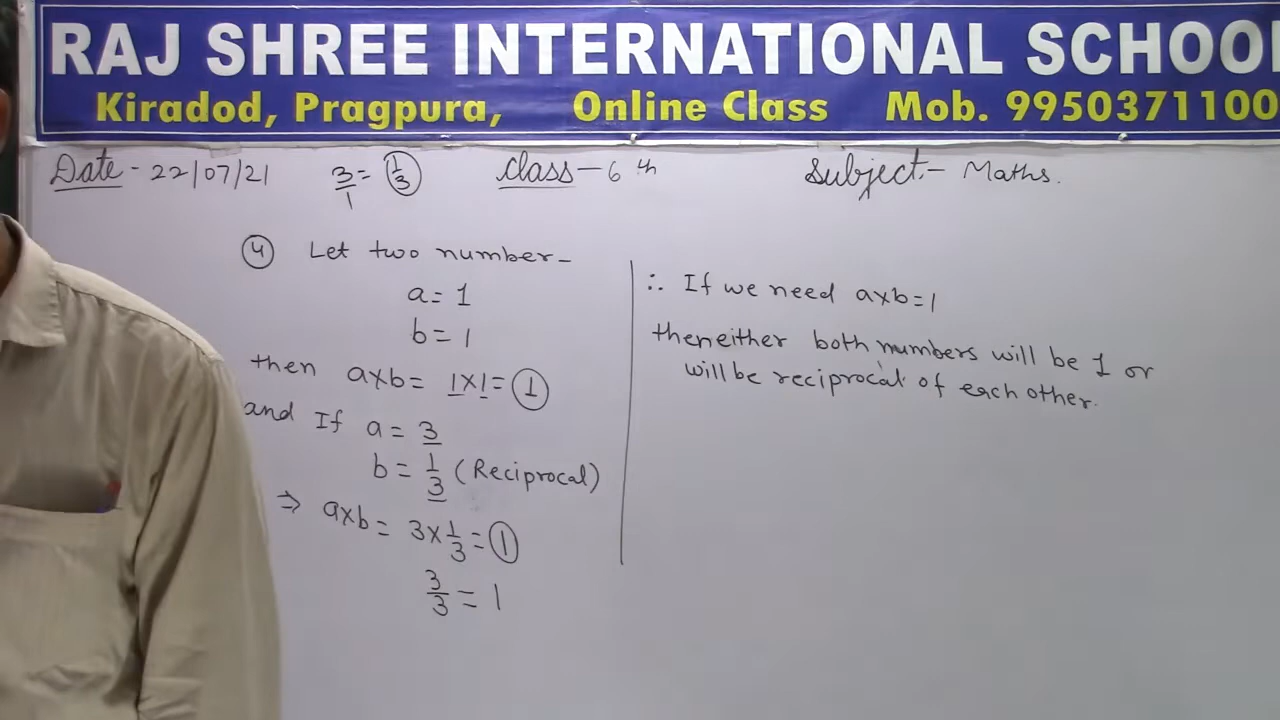 RAJ SHREE INTERNATIONAL SCHOOL
Kiradod, Pragpura, Online Class Mob. 9950371100
Date - 22/07/21 3/1 = 1/3 Class - 6th Subject - Maths.
4 Let two number -
a = 1
b = 1
then a×b = 1×1 = 1
and If a = 3
b = 1/3 (Reciprocal)
⇒ a×b = 3×1/3 = 1
3/3 = 1
∴ If we need a×b=1
then either both numbers will be 1 or
will be reciprocal of each other.